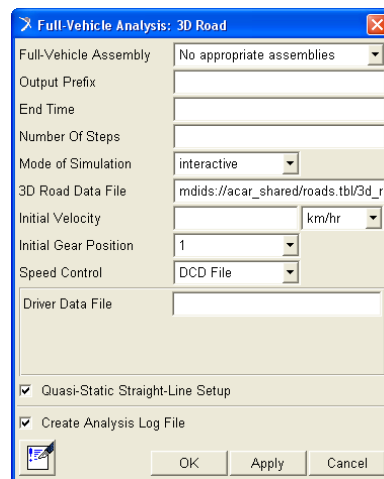 Full-Vehicle Analysis: 3D Road
Full-Vehicle Assembly No appropriate assemblies
Output Prefix
End Time
Number Of Steps
Mode of Simulation interactive
3D Road Data File mdids://acar_shared/roads.tbl/3d_r
Initial Velocity km/hr
Initial Gear Position 1
Speed Control DCD File
Driver Data File
Quasi-Static Straight-Line Setup
Create Analysis Log File
OK Apply Cancel